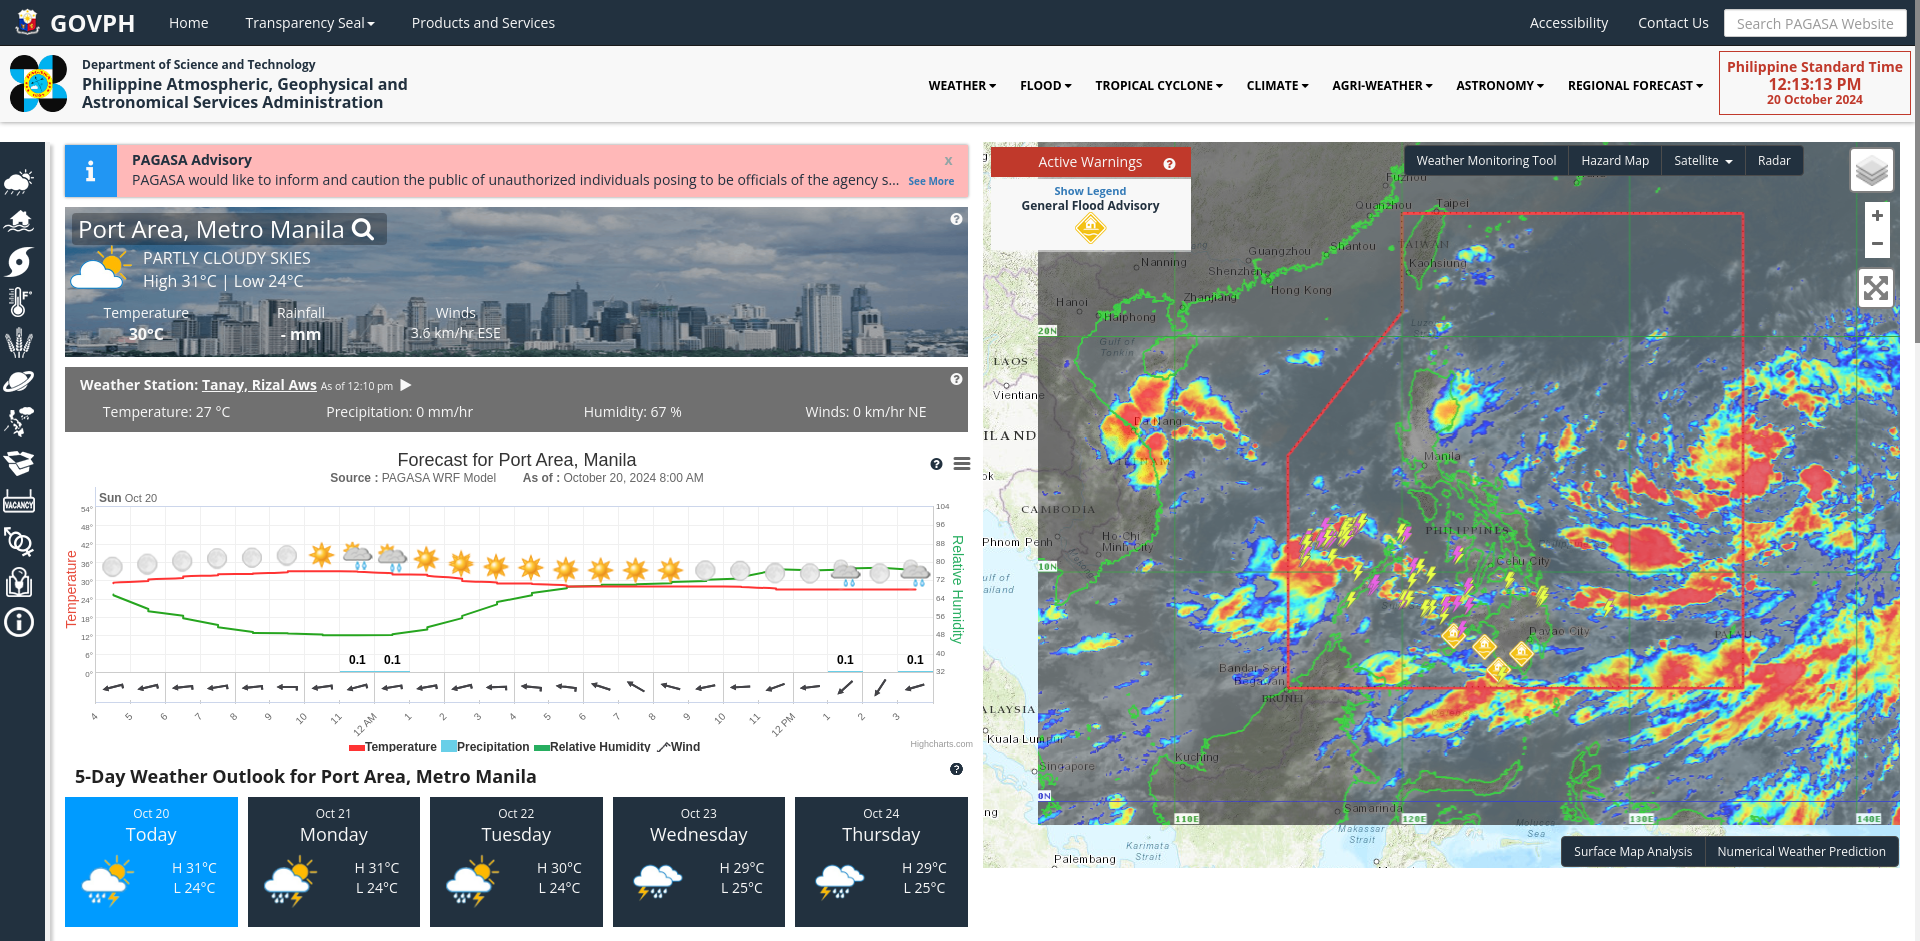 GOVPH
Home
Transparency Seal
Products and Services
Accessibility
Contact Us
Search PAGASA Website
Department of Science and Technology
Philippine Atmospheric, Geophysical and
Astronomical Services Administration
WEATHER
FLOOD
TROPICAL CYCLONE
CLIMATE
AGRI-WEATHER
ASTRONOMY
REGIONAL FORECAST
Philippine Standard Time
12:13:13 PM
20 October 2024
PAGASA Advisory
x
PAGASA would like to inform and caution the public of unauthorized individuals posing to be officials of the agency s... See More
Port Area, Metro Manila
PARTLY CLOUDY SKIES
High 31°C | Low 24°C
Temperature
Rainfall
Winds
30°C
- mm
3.6 km/hr ESE
Weather Station: Tanay, Rizal Aws As of 12:10 pm
Temperature: 27 °C
Precipitation: 0 mm/hr
Humidity: 67 %
Winds: 0 km/hr NE
Forecast for Port Area, Manila
Source : PAGASA WRF Model As of : October 20, 2024 8:00 AM
Sun Oct 20
54°
48°
42°
36°
30°
24°
18°
12°
6°
0°
Temperature
104
96
88
80
72
64
56
48
40
32
Relative Humidity
0.1
0.1
0.1
0.1
4 5 6 7 8 9 10 11 12 AM 1 2 3 4 5 6 7 8 9 10 11 12 PM 1 2 3
Temperature Precipitation Relative Humidity Wind
Highcharts.com
5-Day Weather Outlook for Port Area, Metro Manila
Oct 20
Today
H 31°C
L 24°C
Oct 21
Monday
H 31°C
L 24°C
Oct 22
Tuesday
H 30°C
L 24°C
Oct 23
Wednesday
H 29°C
L 25°C
Oct 24
Thursday
H 29°C
L 25°C
VACANCY
Active Warnings
Show Legend
General Flood Advisory
Weather Monitoring Tool
Hazard Map
Satellite
Radar
+
−
Fuzhou
Quanzhou
Taipei
TAIWAN
Guangzhou
Shantou
Nanning
Shenzhen
Kaohsiung
Hong Kong
Hanoi
Zhanjiang
Haiphong
20N
Gulf of
Tonkin
LAOS
Vientiane
Da Nang
ILAND
VIETNAM
Manila
ok
CAMBODIA
PHILIPPINES
Phnom Penh
Ho Chi
Minh City
Cebu City
10N
ulf of
ailand
Davao City
PALAU
Bandar Seri
Begawan
BRUNEI
ALAYSIA
Kuala Lumpur
Kuching
Singapore
0N
ng
Samarinda
110E
120E
130E
140E
Makassar
Strait
Molucca
Sea
Karimata
Strait
Palembang
Surface Map Analysis
Numerical Weather Prediction